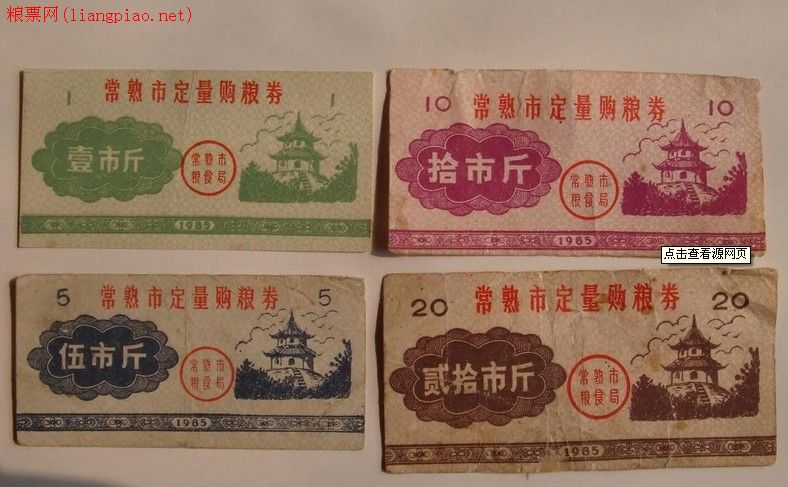 粮票网(liangpiao.net)
常熟市定量购粮券
1 1
壹市斤
常熟市
粮食局
1985
常熟市定量购粮券
10 10
拾市斤
常熟市
粮食局
1985
点击查看源网页
常熟市定量购粮券
5 5
伍市斤
常熟市
粮食局
1985
常熟市定量购粮券
20 20
贰拾市斤
常熟市
粮食局
1985